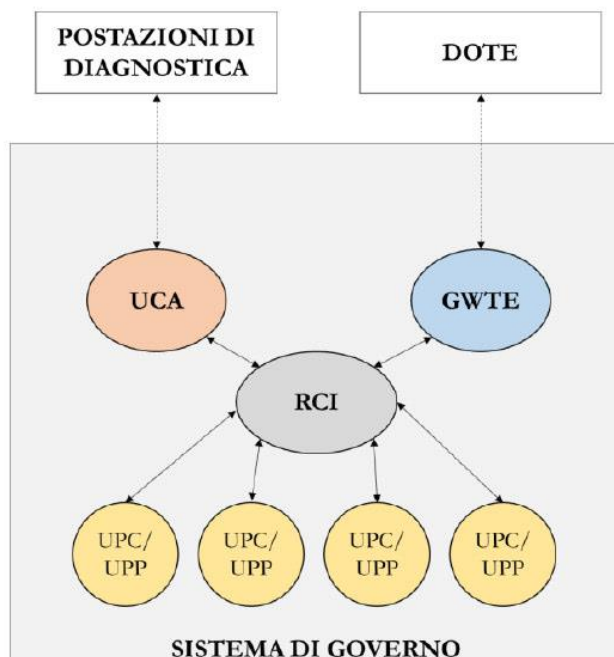 POSTAZIONI DI
DIAGNOSTICA
DOTE
UCA
GWTE
RCI
UPC/
UPP
UPC/
UPP
UPC/
UPP
UPC/
UPP
SISTEMA DI GOVERNO